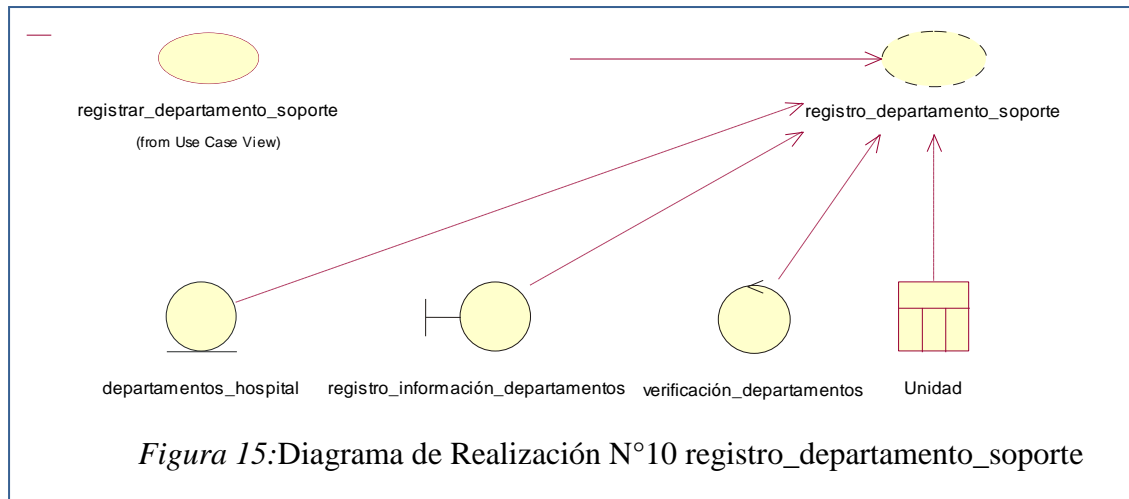 registrar_departamento_soporte
(from Use Case View)
registro_departamento_soporte
departamentos_hospital
registro_información_departamentos
verificación_departamentos
Unidad
Figura 15:Diagrama de Realización N°10 registro_departamento_soporte